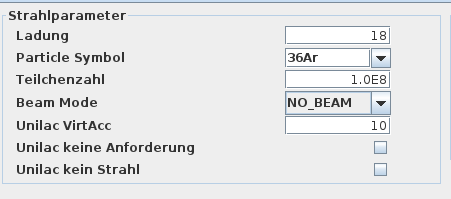 Strahlparameter
Ladung 18
Particle Symbol 36Ar
Teilchenzahl 1.0E8
Beam Mode NO_BEAM
Unilac VirtAcc 10
Unilac keine Anforderung
Unilac kein Strahl